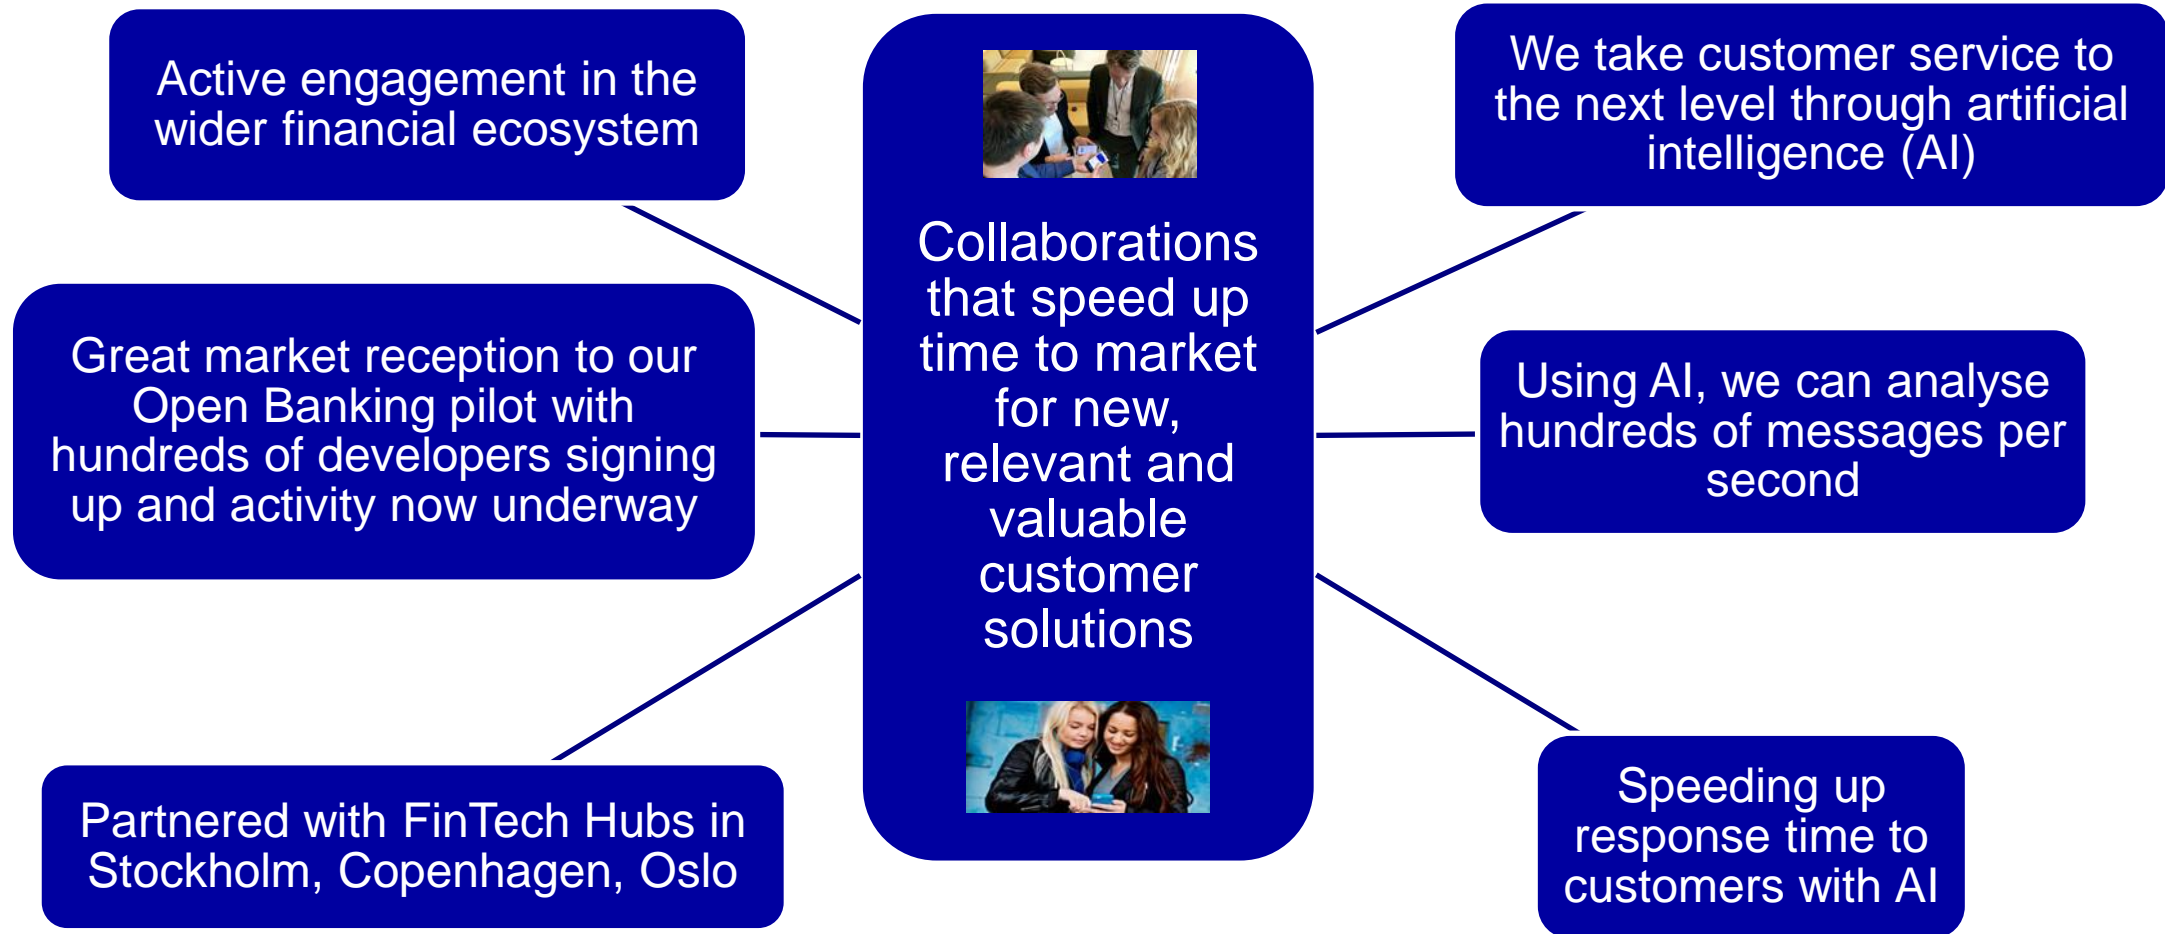 Active engagement in the
wider financial ecosystem
Great market reception to our
Open Banking pilot with
hundreds of developers signing
up and activity now underway
Partnered with FinTech Hubs in
Stockholm, Copenhagen, Oslo
Collaborations
that speed up
time to market
for new,
relevant and
valuable
customer
solutions
We take customer service to
the next level through artificial
intelligence (AI)
Using AI, we can analyse
hundreds of messages per
second
Speeding up
response time to
customers with AI